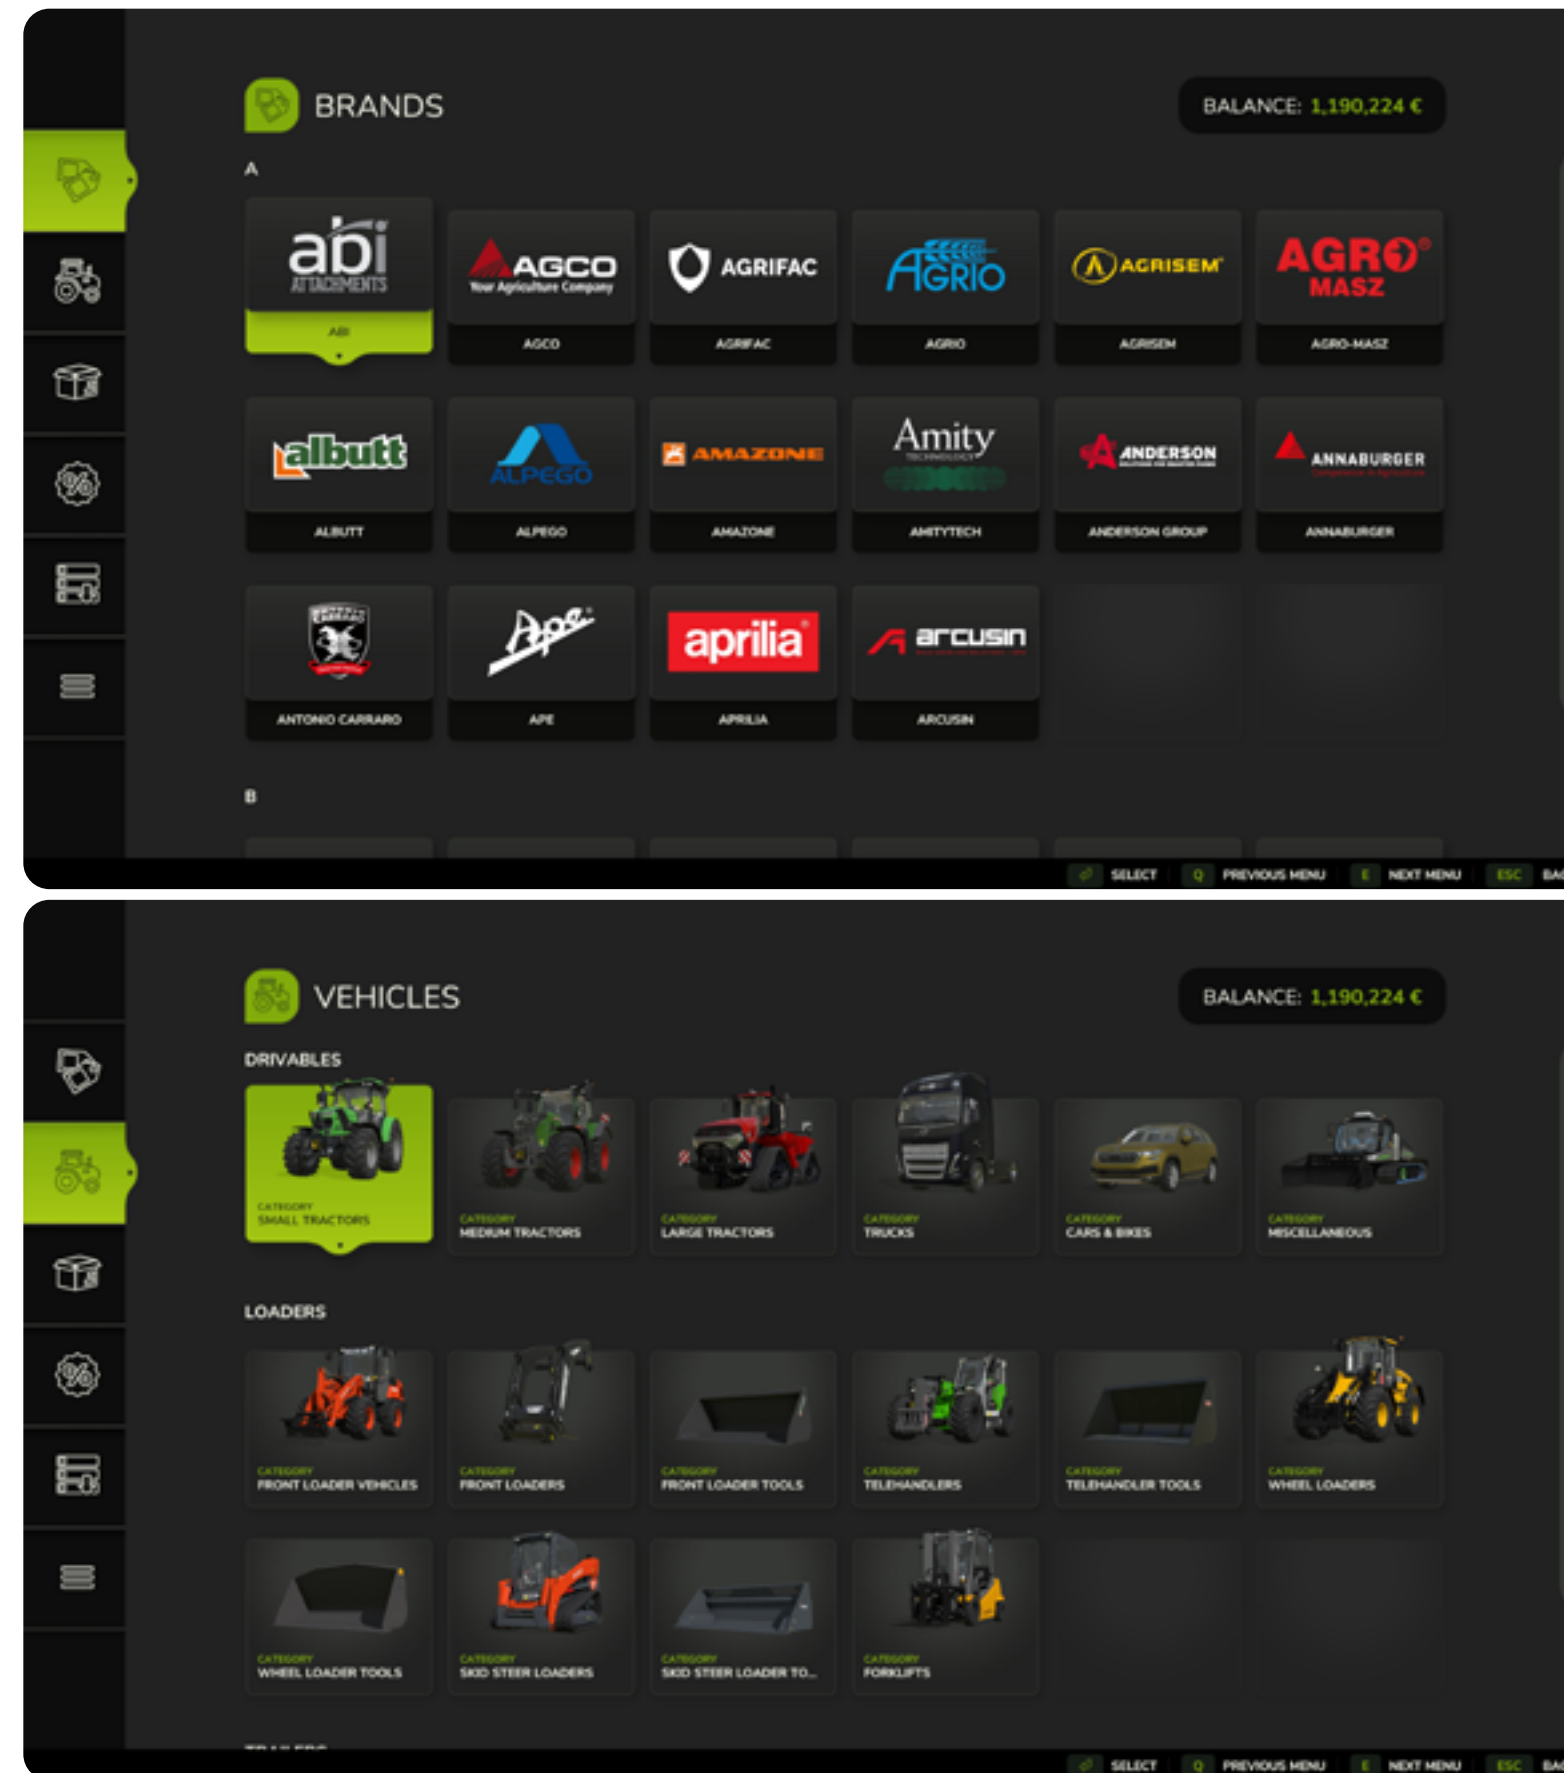 BRANDS
BALANCE: 1,190,224 €
A
abi
ATTACHMENTS
AGCO
Your Agriculture Company
AGRIFAC
AGRIO
AGRISEM
AGRO
MASZ
ABI
AGCO
AGRIFAC
AGRIO
AGRISEM
AGRO-MASZ
albutt
ALPEGO
AMAZONE
Amity
TECHNOLOGY
ANDERSON
ANNABURGER
ALBUTT
ALPEGO
AMAZONE
AMITYTECH
ANDERSON GROUP
ANNABURGER
CARRARO
Ape
aprilia
arcusin
ANTONIO CARRARO
APE
APRILIA
ARCUSIN
B
SELECT Q PREVIOUS MENU E NEXT MENU ESC
VEHICLES
BALANCE: 1,190,224 €
DRIVABLES
CATEGORY
SMALL TRACTORS
CATEGORY
MEDIUM TRACTORS
CATEGORY
LARGE TRACTORS
CATEGORY
TRUCKS
CATEGORY
CARS & BIKES
CATEGORY
MISCELLANEOUS
LOADERS
CATEGORY
FRONT LOADER VEHICLES
CATEGORY
FRONT LOADERS
CATEGORY
FRONT LOADER TOOLS
CATEGORY
TELEHANDLERS
CATEGORY
TELEHANDLER TOOLS
CATEGORY
WHEEL LOADERS
CATEGORY
WHEEL LOADER TOOLS
CATEGORY
SKID STEER LOADERS
CATEGORY
SKID STEER LOADER TO...
CATEGORY
FORKLIFTS
TRAILERS
SELECT Q PREVIOUS MENU E NEXT MENU ESC